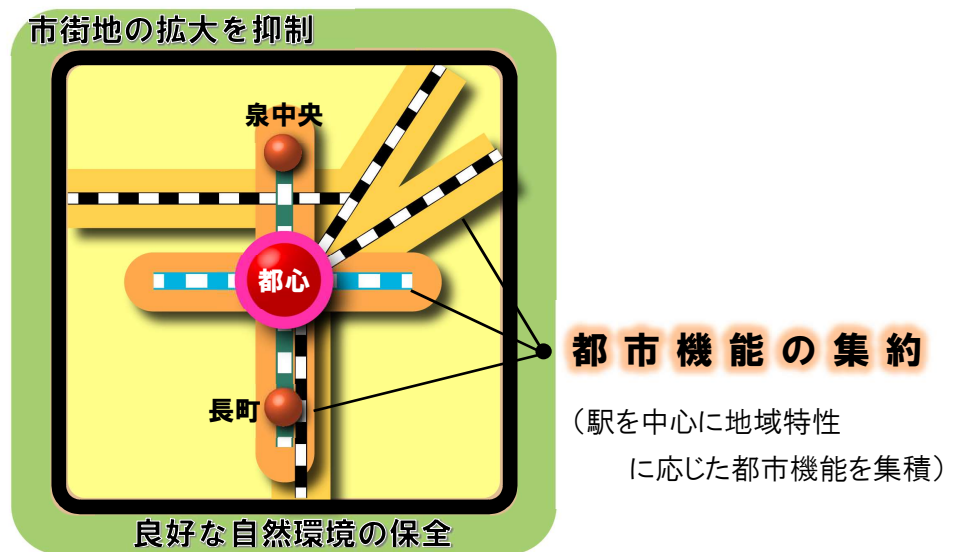 市街地の拡大を抑制
泉中央
都心
長町
都市機能の集約
（駅を中心に地域特性
に応じた都市機能を集積）
良好な自然環境の保全